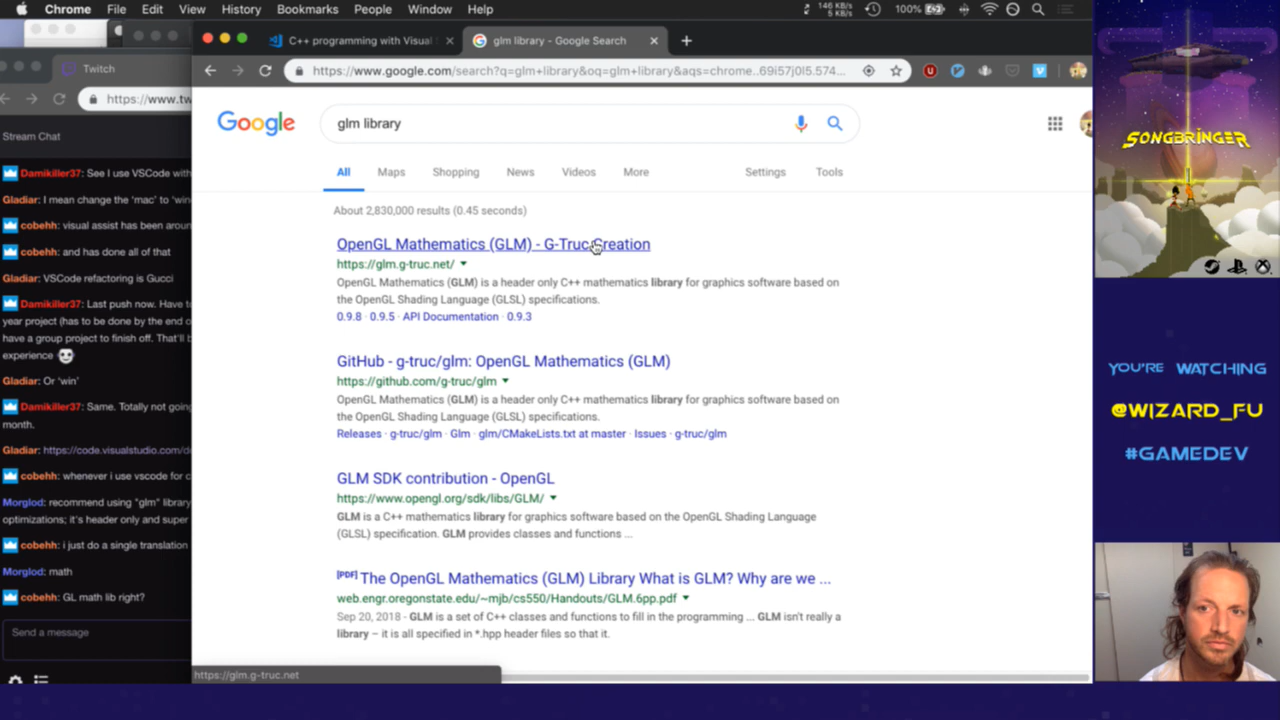 Chrome File Edit View History Bookmarks People Window Help
146 KB/s
5 KB/s
100%
Twitch
https://www.tw
Stream Chat
Damikiller37: See I use VSCode with
Gladiar: I mean change the 'mac' to 'win
cobehh: visual assist has been aroun
cobehh: and has done all of that
Gladiar: VSCode refactoring is Gucci
Damikiller37: Last push now. Have to
year project (has to be done by the end o
have a group project to finish off. That'll b
experience
Gladiar: Or 'win'
Damikiller37: Same. Totally not going
month.
Gladiar: https://code.visualstudio.com/d
cobehh: whenever i use vscode for c
Morglod: recommend using "glm" library
optimizations; it's header only and super
cobehh: i just do a single translation
Morglod: math
cobehh: GL math lib right?
Send a message
C++ programming with Visual
glm library - Google Search
https://www.google.com/search?q=glm+library&oq=glm+library&aqs=chrome..69i57j0l5.574...
Google
glm library
All Maps Shopping News Videos More Settings Tools
About 2,830,000 results (0.45 seconds)
OpenGL Mathematics (GLM) - G-Truc Creation
https://glm.g-truc.net/
OpenGL Mathematics (GLM) is a header only C++ mathematics library for graphics software based on
the OpenGL Shading Language (GLSL) specifications.
0.9.8 · 0.9.5 · API Documentation · 0.9.3
GitHub - g-truc/glm: OpenGL Mathematics (GLM)
https://github.com/g-truc/glm
OpenGL Mathematics (GLM) is a header only C++ mathematics library for graphics software based on
the OpenGL Shading Language (GLSL) specifications.
Releases · g-truc/glm · Glm · glm/CMakeLists.txt at master · Issues · g-truc/glm
GLM SDK contribution - OpenGL
https://www.opengl.org/sdk/libs/GLM/
GLM is a C++ mathematics library for graphics software based on the OpenGL Shading Language
(GLSL) specification. GLM provides classes and functions ...
[PDF] The OpenGL Mathematics (GLM) Library What is GLM? Why are we ...
web.engr.oregonstate.edu/~mjb/cs550/Handouts/GLM.6pp.pdf
Sep 20, 2018 - GLM is a set of C++ classes and functions to fill in the programming ... GLM isn't really a
library – it is all specified in *.hpp header files so that it.
https://glm.g-truc.net
SONGBRINGER
YOU'RE WATCHING
@WIZARD_FU
#GAMEDEV